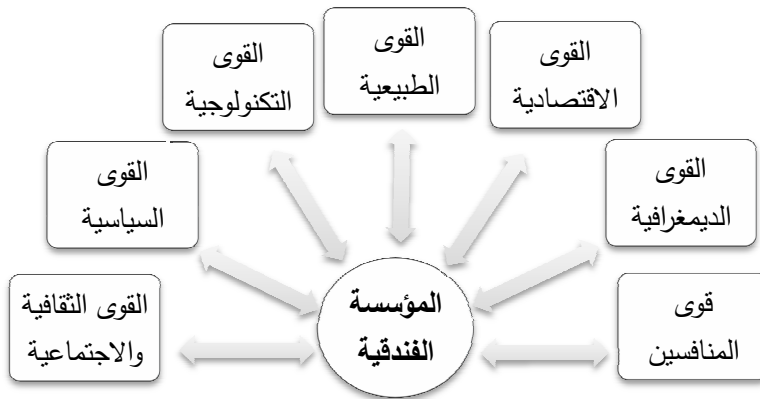 القوى
الاقتصادية
القوى
الطبيعية
القوى
التكنولوجية
القوى
الديمغرافية
القوى
السياسية
قوى
المنافسين
المؤسسة
الفندقية
القوى الثقافية
والاجتماعية